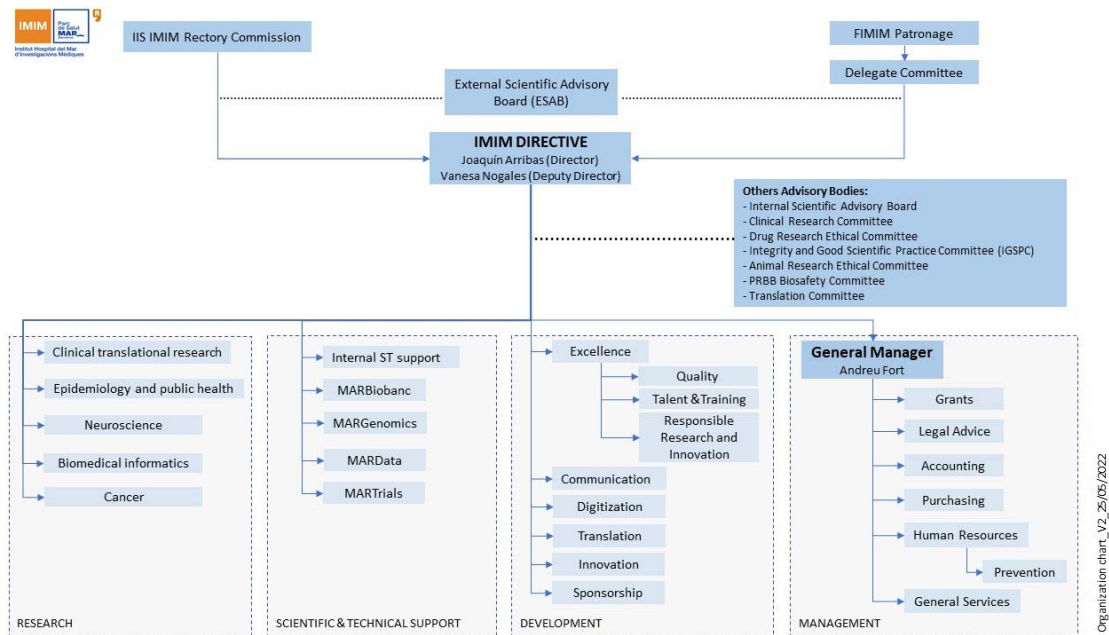 IMIM
Parc
de Salut
MAR
Barcelona
Institut Hospital del Mar
d'Investigacions Mèdiques
IIS IMIM Rectory Commission
FIMIM Patronage
Delegate Committee
External Scientific Advisory
Board (ESAB)
IMIM DIRECTIVE
Joaquín Arribas (Director)
Vanesa Nogales (Deputy Director)
Others Advisory Bodies:
- Internal Scientific Advisory Board
- Clinical Research Committee
- Drug Research Ethical Committee
- Integrity and Good Scientific Practice Committee (IGSPC)
- Animal Research Ethical Committee
- PRBB Biosafety Committee
- Translation Committee
Clinical translational research
Epidemiology and public health
Neuroscience
Biomedical informatics
Cancer
RESEARCH
Internal ST support
MARBiobanc
MARGenomics
MARData
MARTrials
SCIENTIFIC & TECHNICAL SUPPORT
Excellence
Quality
Talent & Training
Responsible
Research and
Innovation
Communication
Digitization
Translation
Innovation
Sponsorship
DEVELOPMENT
General Manager
Andreu Fort
Grants
Legal Advice
Accounting
Purchasing
Human Resources
Prevention
General Services
MANAGEMENT
Organization chart_V2_25/05/2022